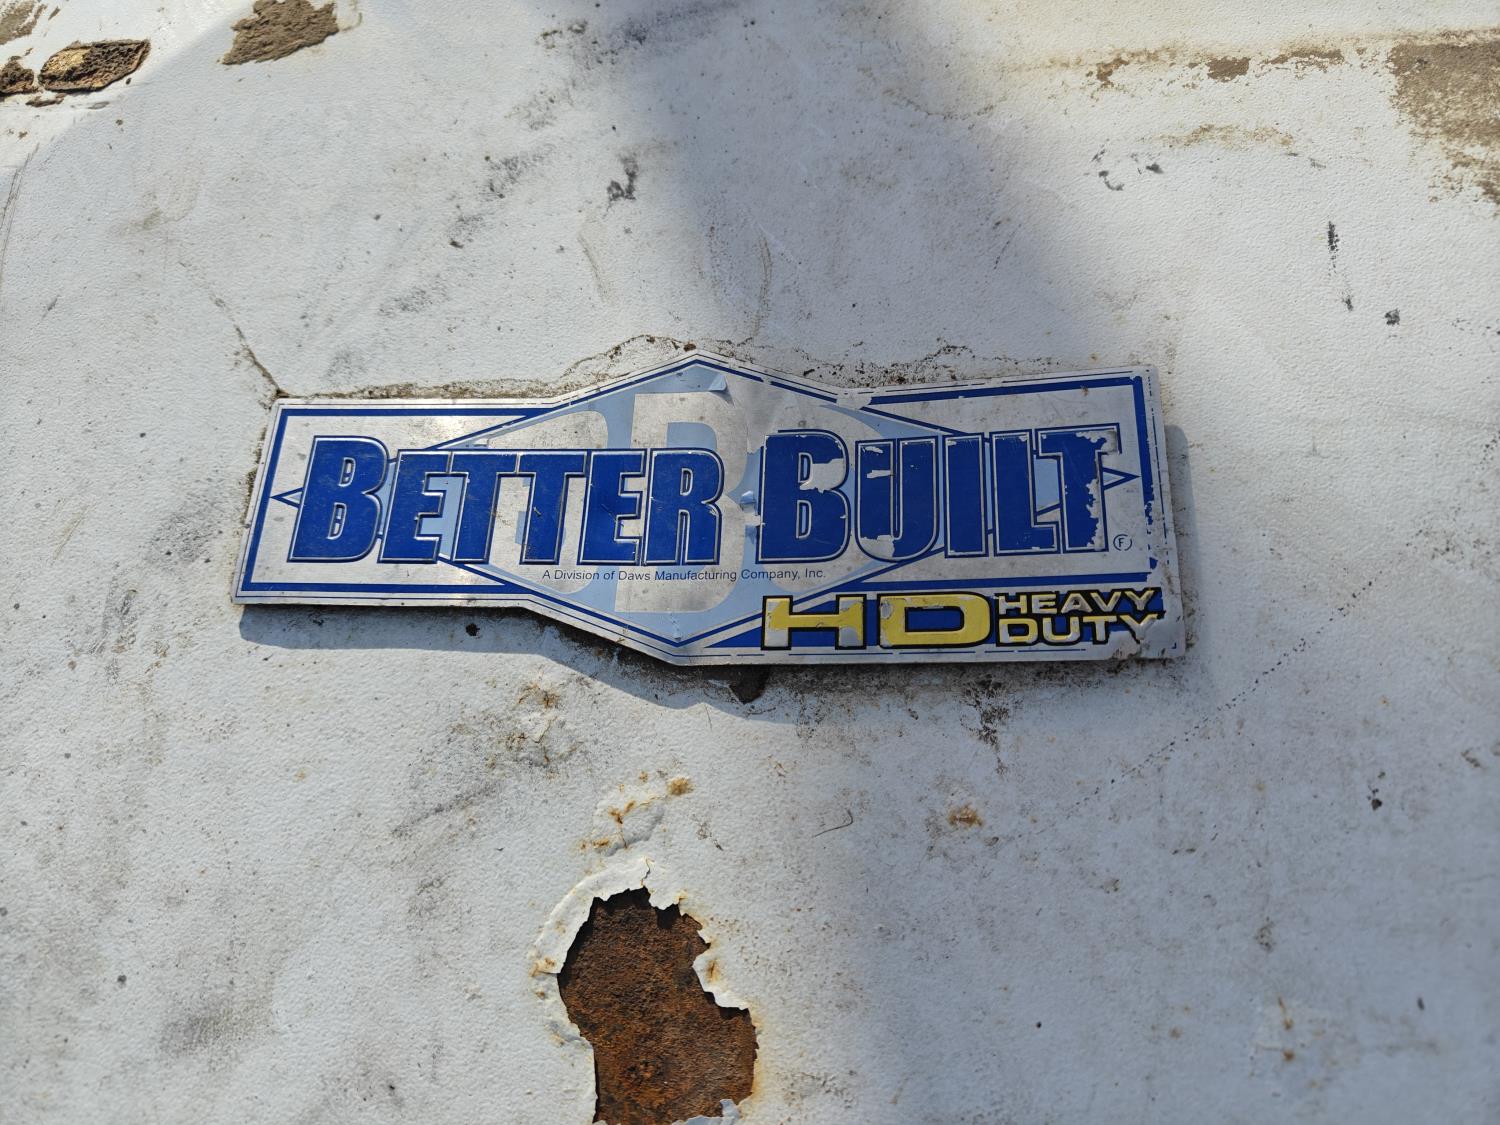 BETTER BUILT
A Division of Daws Manufacturing Company, Inc.
HD HEAVY
DUTY